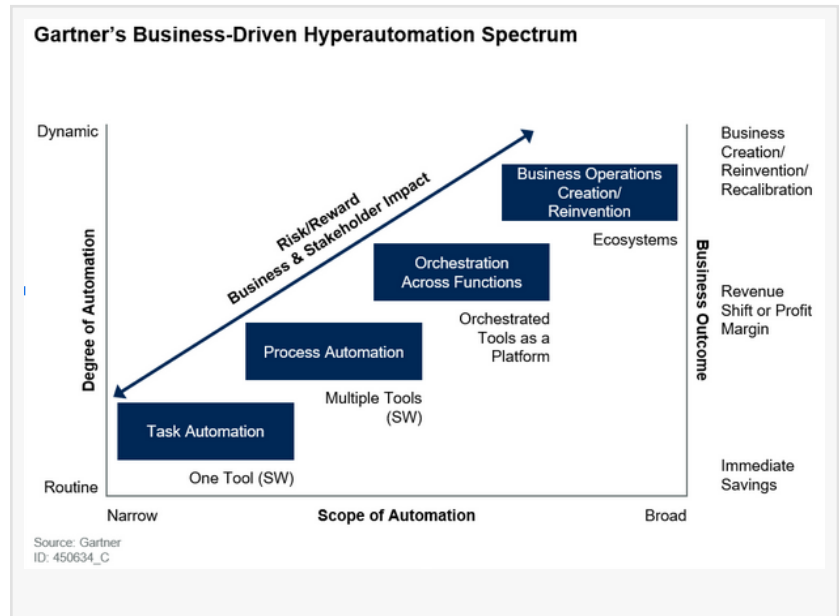 Gartner's Business-Driven Hyperautomation Spectrum
Dynamic
Degree of Automation
Routine
Risk/Reward
Business & Stakeholder Impact
Business Operations
Creation/
Reinvention
Ecosystems
Orchestration
Across Functions
Orchestrated
Tools as a
Platform
Process Automation
Multiple Tools
(SW)
Task Automation
One Tool (SW)
Business Outcome
Business
Creation/
Reinvention/
Recalibration
Revenue
Shift or Profit
Margin
Immediate
Savings
Narrow
Scope of Automation
Broad
Source: Gartner
ID: 450634_C